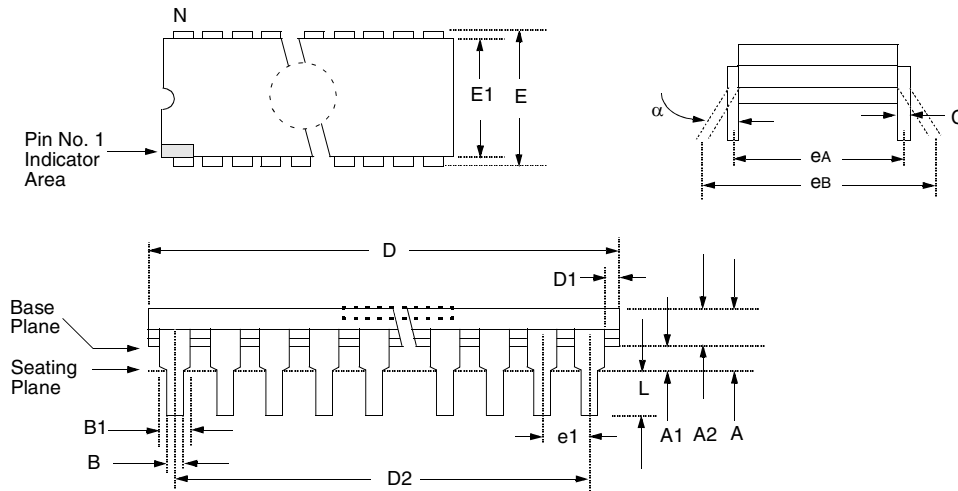 N
E1
E
Pin No. 1
Indicator
Area
α
C
eA
eB
D
D1
Base
Plane
Seating
Plane
L
B1
e1
A1
A2
A
B
D2